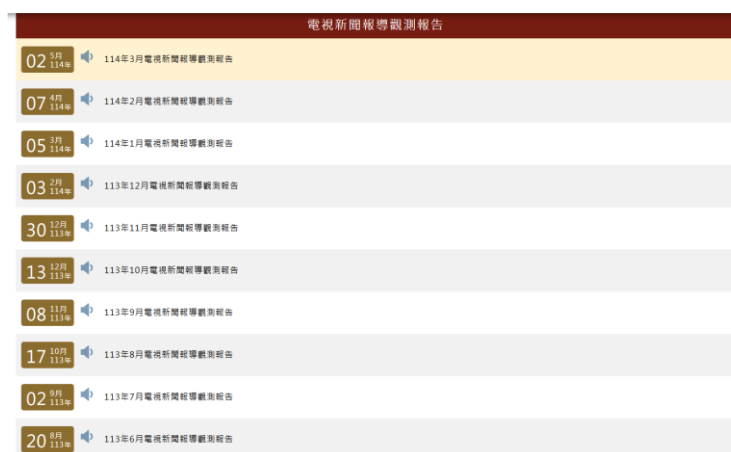 電視新聞報導觀測報告
02 5月 114年 114年3月電視新聞報導觀測報告
07 4月 114年 114年2月電視新聞報導觀測報告
05 3月 114年 114年1月電視新聞報導觀測報告
03 2月 114年 113年12月電視新聞報導觀測報告
30 12月 113年 113年11月電視新聞報導觀測報告
13 12月 113年 113年10月電視新聞報導觀測報告
08 11月 113年 113年9月電視新聞報導觀測報告
17 10月 113年 113年8月電視新聞報導觀測報告
02 9月 113年 113年7月電視新聞報導觀測報告
20 8月 113年 113年6月電視新聞報導觀測報告